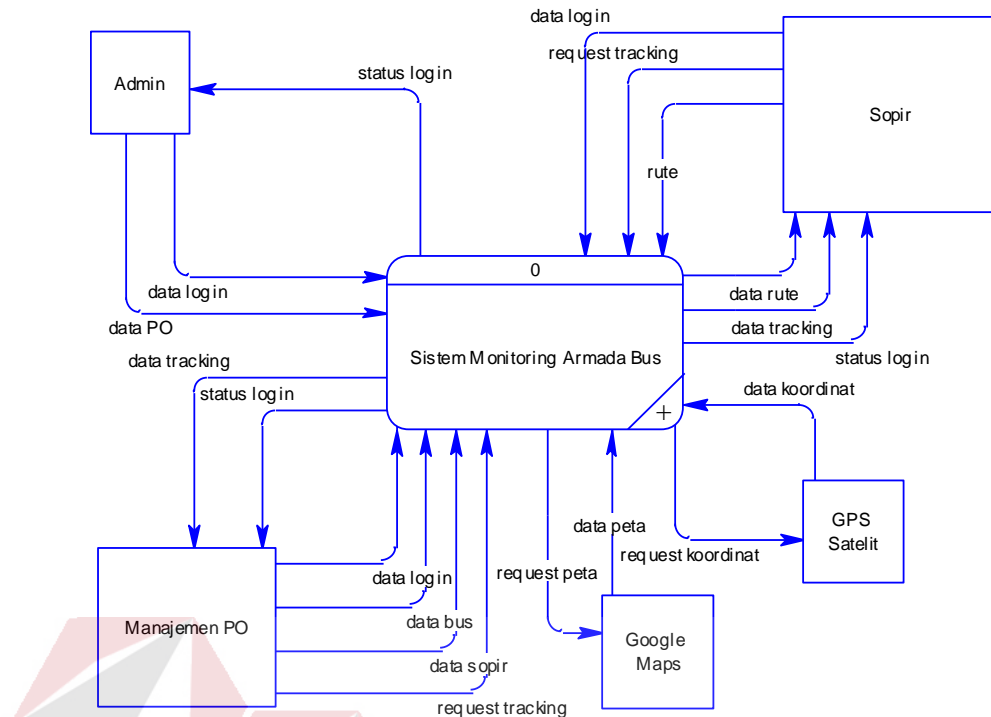 data login
request tracking
status login
Admin
Sopir
rute
0
data login
data rute
data PO
data tracking
data tracking
Sistem Monitoring Armada Bus
status login
status login
data koordinat
+
GPS
Satelit
data peta
request koordinat
data login
request peta
data bus
Manajemen PO
Google
Maps
data sopir
request tracking